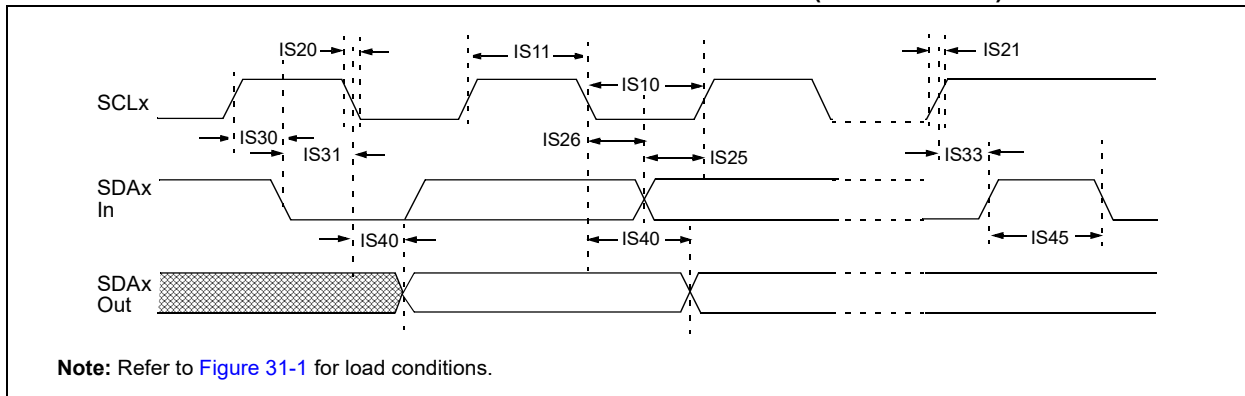 IS20
IS11
IS21
IS10
SCLx
IS30
IS26
IS31
IS25
IS33
SDAx
In
IS40
IS40
IS45
SDAx
Out
Note: Refer to Figure 31-1 for load conditions.